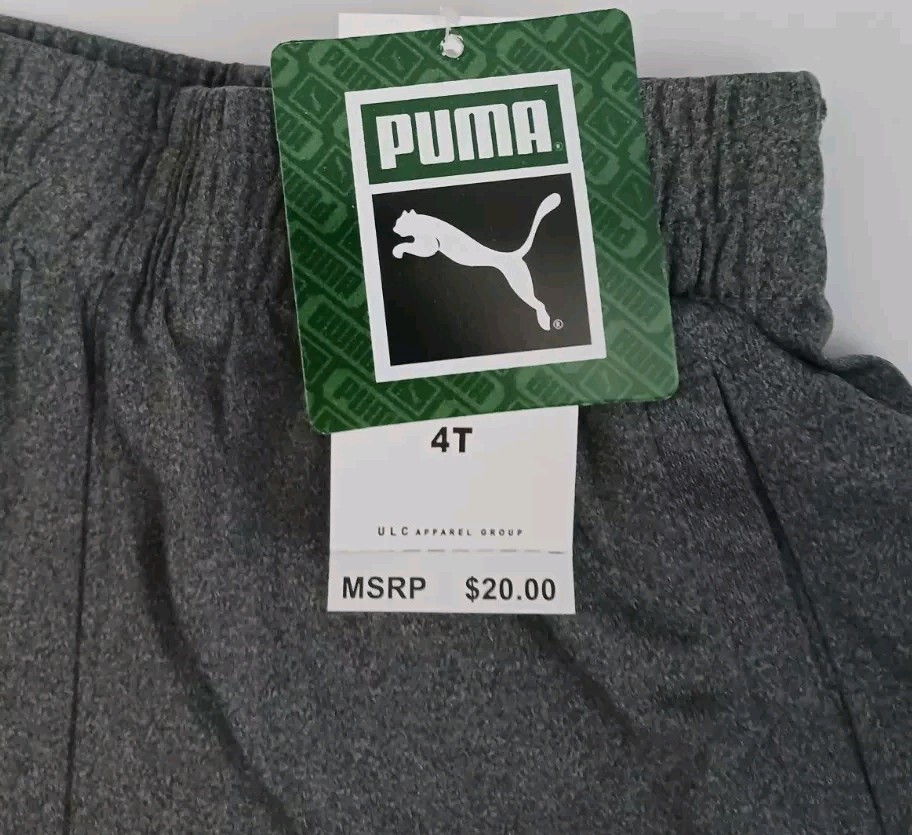 PUMA
4T
ULC APPAREL GROUP
MSRP $20.00